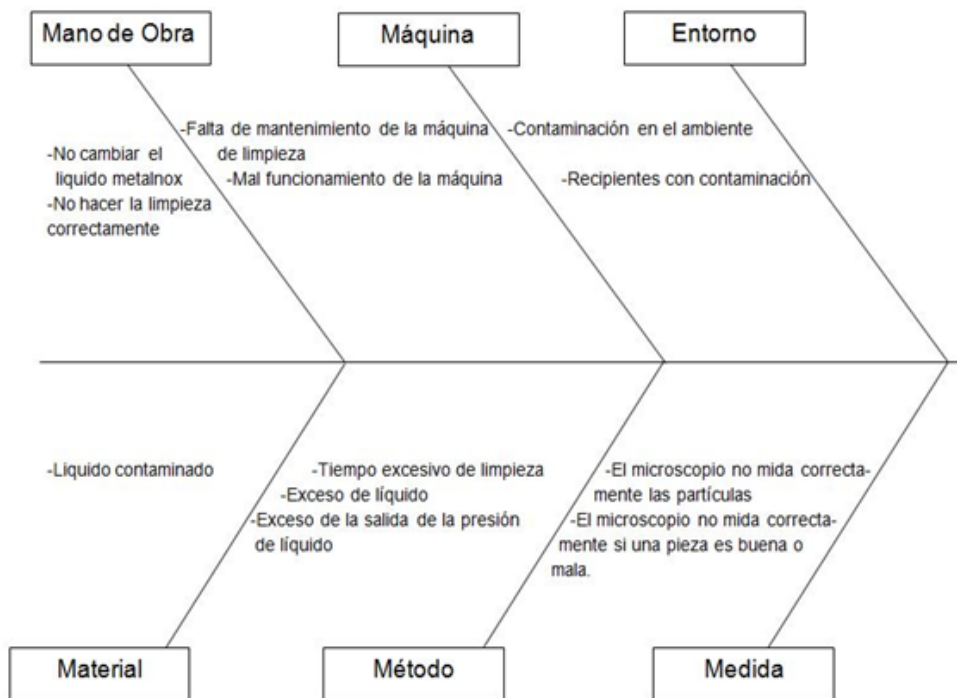 Mano de Obra
Máquina
Entorno
-No cambiar el
liquido metalnox
-No hacer la limpieza
correctamente
-Falta de mantenimiento de la máquina
de limpieza
-Mal funcionamiento de la máquina
-Contaminación en el ambiente
-Recipientes con contaminación
-Liquido contaminado
-Tiempo excesivo de limpieza
-Exceso de líquido
-Exceso de la salida de la presión
de líquido
-El microscopio no mida correcta-
mente las partículas
-El microscopio no mida correcta-
mente si una pieza es buena o
mala.
Material
Método
Medida